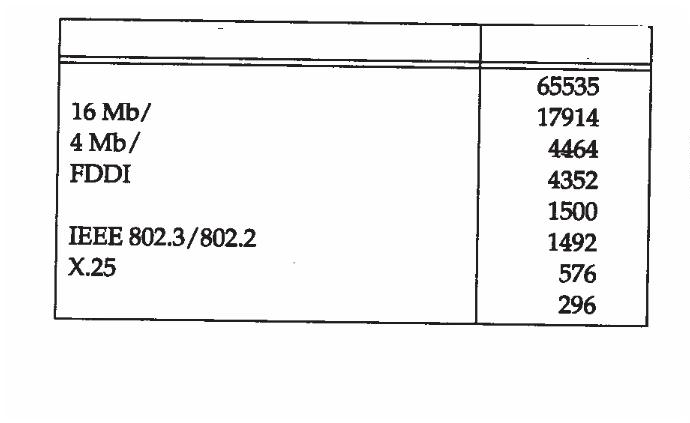 65535
16 Mb/ 17914
4 Mb/ 4464
FDDI 4352
1500
IEEE 802.3/802.2 1492
X.25 576
296